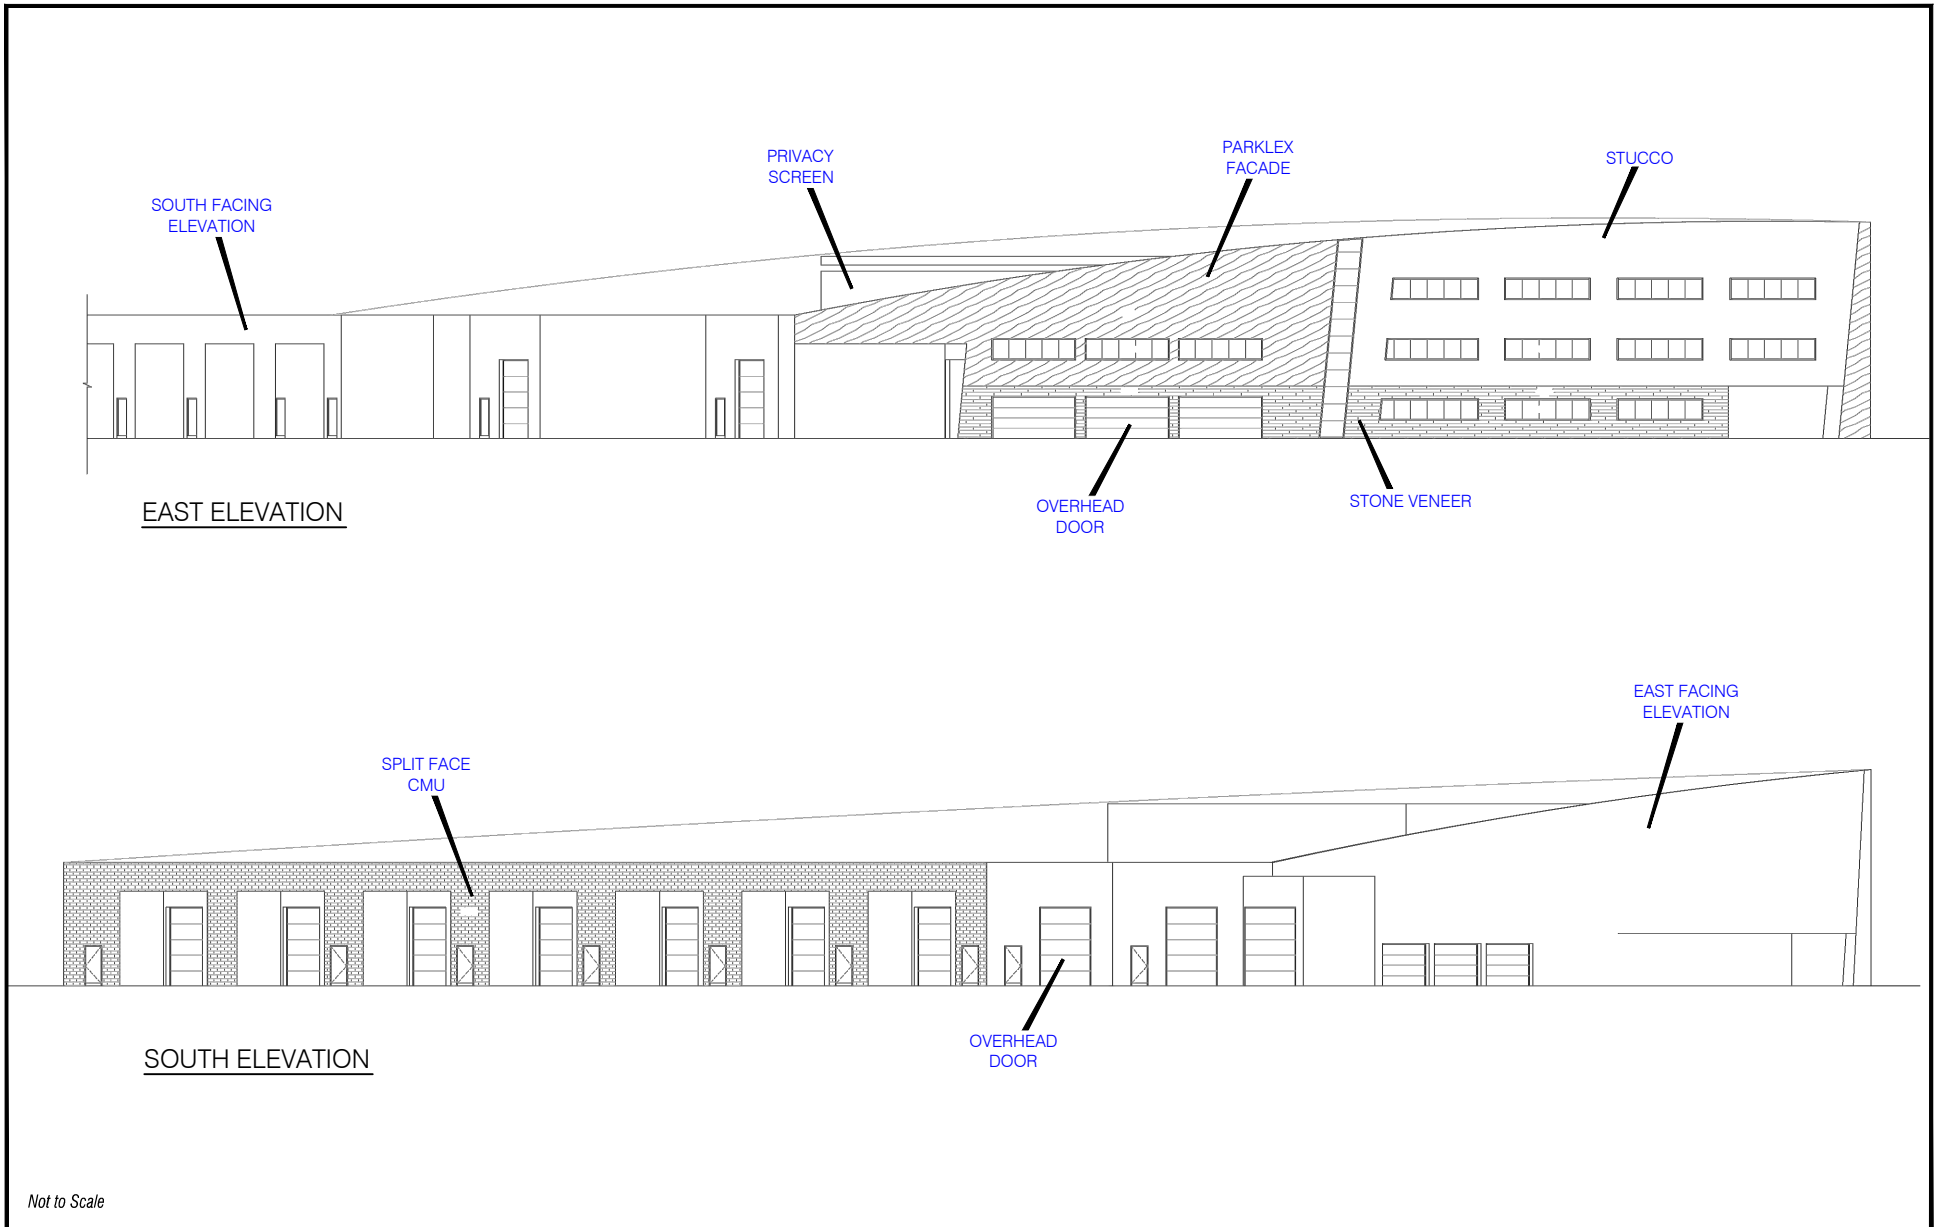 PARKLEX
FACADE
PRIVACY
SCREEN
STUCCO
SOUTH FACING
ELEVATION
STONE VENEER
OVERHEAD
DOOR
EAST ELEVATION
EAST FACING
ELEVATION
SPLIT FACE
CMU
OVERHEAD
DOOR
SOUTH ELEVATION
Not to Scale